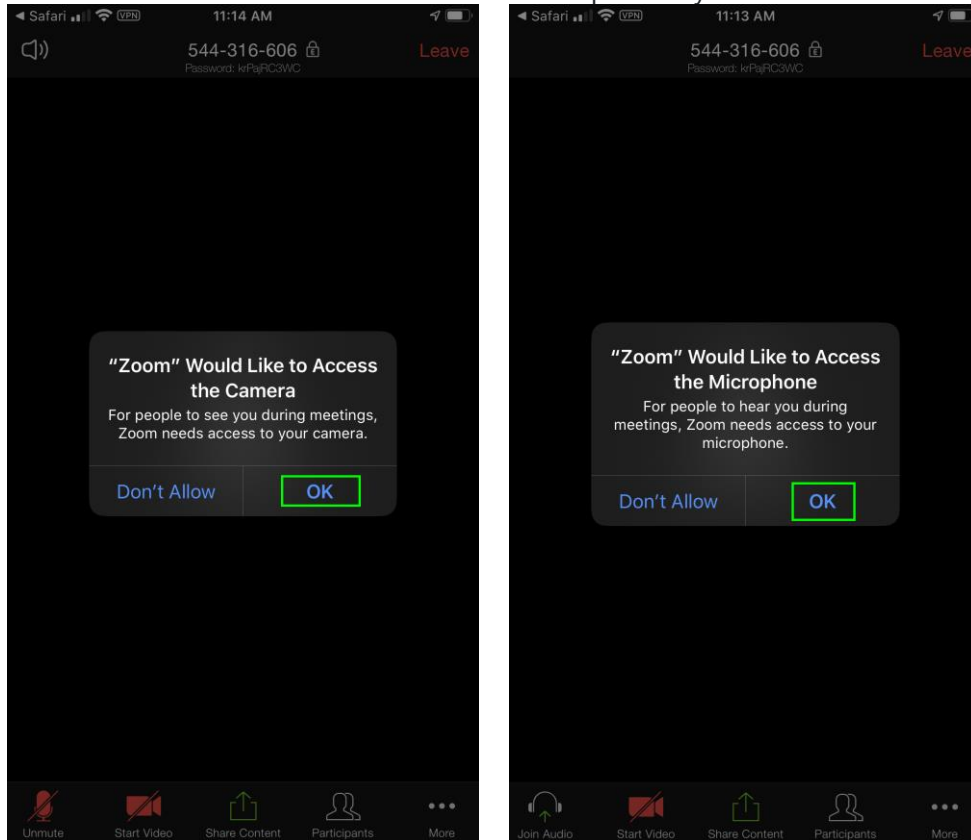 ◄ Safari VPN 11:14 AM
544-316-606 Leave
Password: krPajRC3WC
"Zoom" Would Like to Access
the Camera
For people to see you during meetings,
Zoom needs access to your camera.
Don't Allow OK
Unmute Start Video Share Content Participants More
◄ Safari VPN 11:13 AM
544-316-606 Leave
Password: krPajRC3WC
"Zoom" Would Like to Access
the Microphone
For people to hear you during
meetings, Zoom needs access to your
microphone.
Don't Allow OK
Join Audio Start Video Share Content Participants More